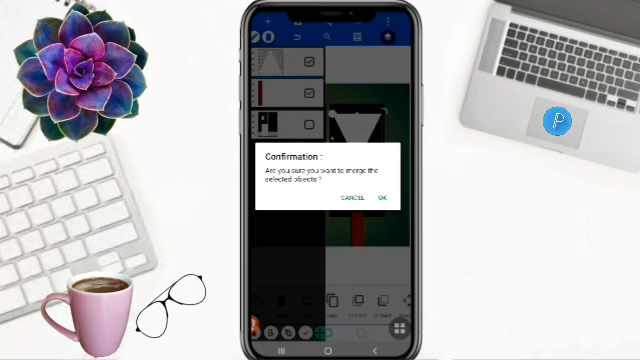 Confirmation :
Are you sure you want to merge the
selected objects ?
CANCEL OK